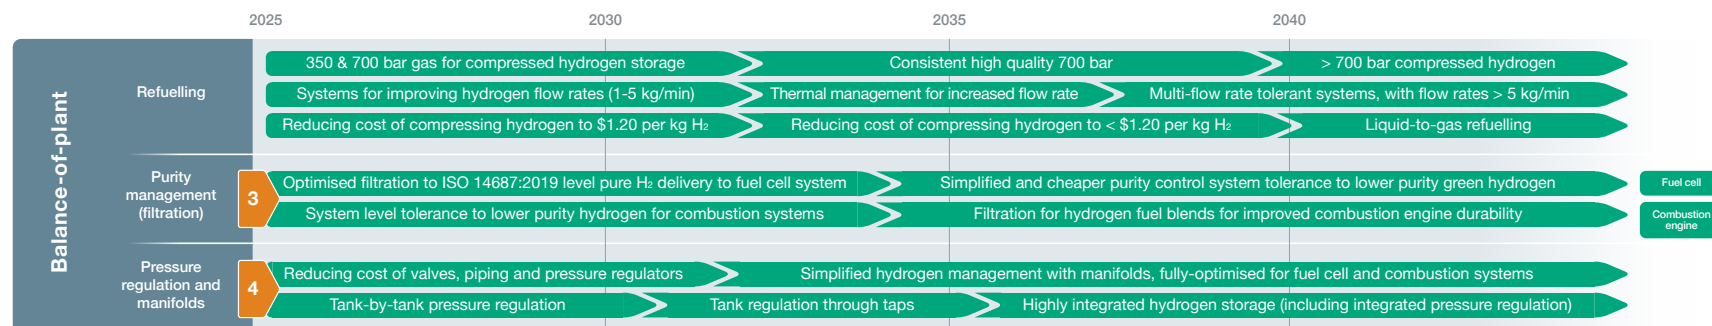 2025 2030 2035 2040
Balance-of-plant
Refuelling
350 & 700 bar gas for compressed hydrogen storage
Consistent high quality 700 bar
> 700 bar compressed hydrogen
Systems for improving hydrogen flow rates (1-5 kg/min)
Thermal management for increased flow rate
Multi-flow rate tolerant systems, with flow rates > 5 kg/min
Reducing cost of compressing hydrogen to $1.20 per kg H₂
Reducing cost of compressing hydrogen to < $1.20 per kg H₂
Liquid-to-gas refuelling
Purity
management
(filtration)
3
Optimised filtration to ISO 14687:2019 level pure H₂ delivery to fuel cell system
Simplified and cheaper purity control system tolerance to lower purity green hydrogen
Fuel cell
System level tolerance to lower purity hydrogen for combustion systems
Filtration for hydrogen fuel blends for improved combustion engine durability
Combustion
engine
Pressure
regulation and
manifolds
4
Reducing cost of valves, piping and pressure regulators
Simplified hydrogen management with manifolds, fully-optimised for fuel cell and combustion systems
Tank-by-tank pressure regulation
Tank regulation through taps
Highly integrated hydrogen storage (including integrated pressure regulation)